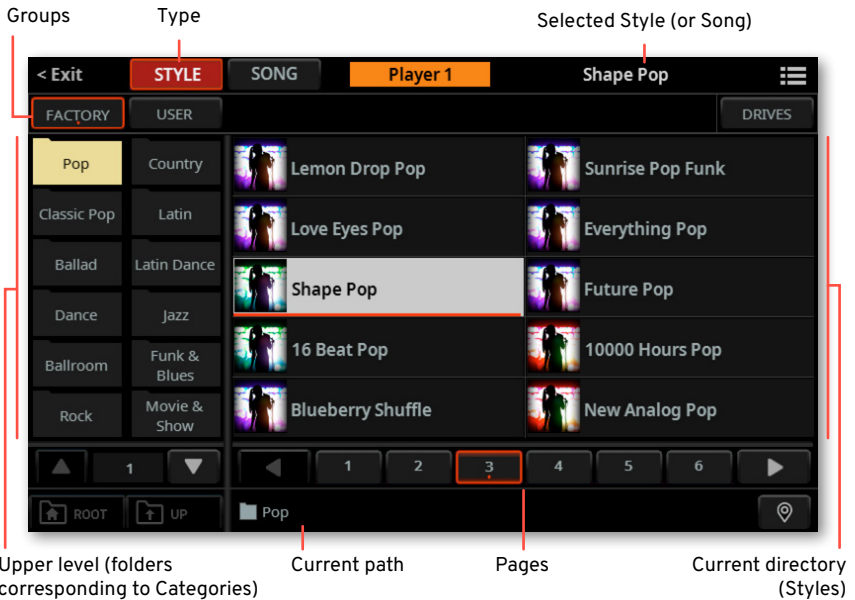 Groups
Type
Selected Style (or Song)
< Exit
STYLE
SONG
Player 1
Shape Pop
FACTORY
USER
DRIVES
Pop
Country
Classic Pop
Latin
Ballad
Latin Dance
Dance
Jazz
Ballroom
Funk &
Blues
Rock
Movie &
Show
Lemon Drop Pop
Sunrise Pop Funk
Love Eyes Pop
Everything Pop
Shape Pop
Future Pop
16 Beat Pop
10000 Hours Pop
Blueberry Shuffle
New Analog Pop
1
1
2
3
4
5
6
ROOT
UP
Pop
Upper level (folders
corresponding to Categories)
Current path
Pages
Current directory
(Styles)